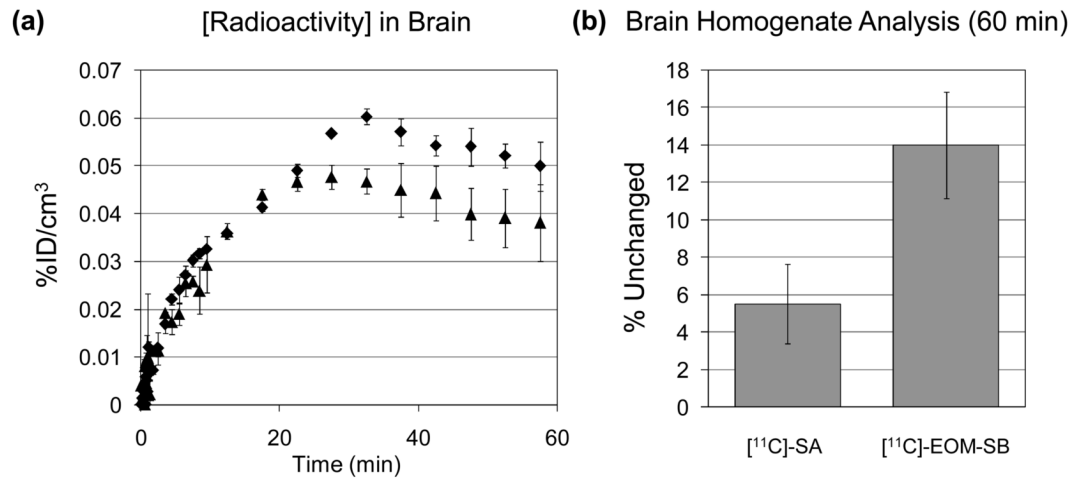 (a) [Radioactivity] in Brain
0.07
0.06
0.05
0.04
0.03
0.02
0.01
0
%ID/cm³
0 20 40 60
Time (min)
(b) Brain Homogenate Analysis (60 min)
18
16
14
12
10
8
6
4
2
0
% Unchanged
[¹¹C]-SA [¹¹C]-EOM-SB